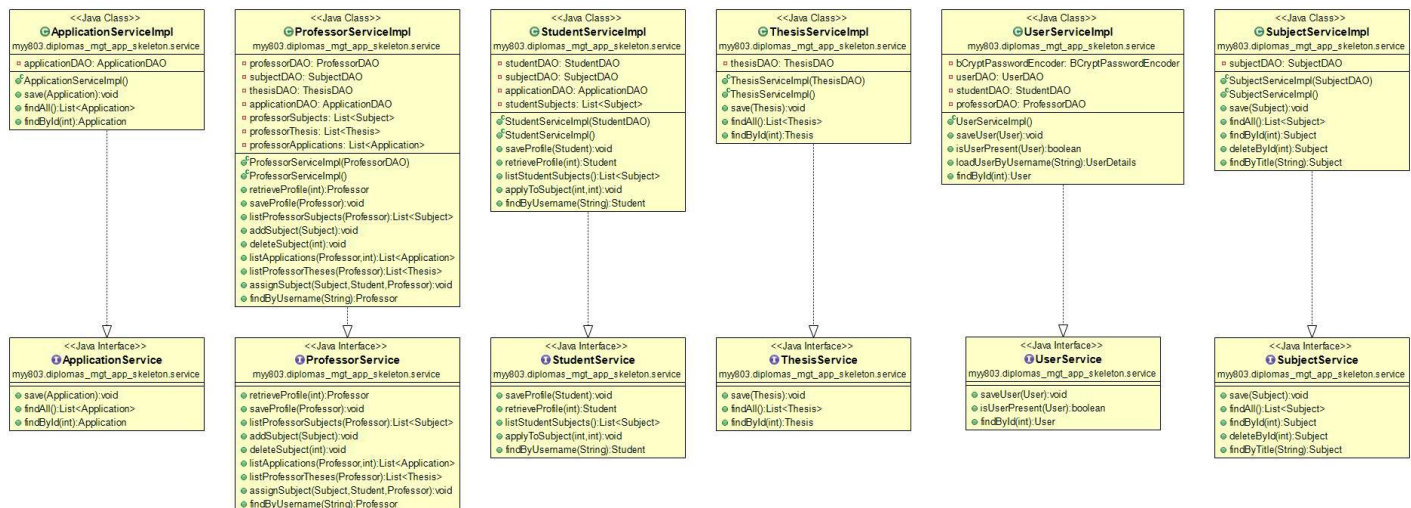 <<Java Class>>
ApplicationServiceImpl
myy803.diplomas_mgt_app_skeleton.service
applicationDAO: ApplicationDAO
ApplicationServiceImpl()
save(Application):void
findAll():List<Application>
findById(int):Application
<<Java Class>>
ProfessorServiceImpl
myy803.diplomas_mgt_app_skeleton.service
professorDAO: ProfessorDAO
subjectDAO: SubjectDAO
thesisDAO: ThesisDAO
applicationDAO: ApplicationDAO
professorSubjects: List<Subject>
professorThesis: List<Thesis>
professorApplications: List<Application>
ProfessorServiceImpl(ProfessorDAO)
ProfessorServiceImpl()
retrieveProfile(int):Professor
saveProfile(Professor):void
listProfessorSubjects(Professor):List<Subject>
addSubject(Subject):void
deleteSubject(int):void
listApplications(Professor,int):List<Application>
listProfessorTheses(Professor):List<Thesis>
assignSubject(Subject,Student,Professor):void
findByUsername(String):Professor
<<Java Class>>
StudentServiceImpl
myy803.diplomas_mgt_app_skeleton.service
studentDAO: StudentDAO
subjectDAO: SubjectDAO
applicationDAO: ApplicationDAO
studentSubjects: List<Subject>
StudentServiceImpl(StudentDAO)
StudentServiceImpl()
saveProfile(Student):void
retrieveProfile(int):Student
listStudentSubjects():List<Subject>
applyToSubject(int,int):void
findByUsername(String):Student
<<Java Class>>
ThesisServiceImpl
myy803.diplomas_mgt_app_skeleton.service
thesisDAO: ThesisDAO
ThesisServiceImpl(ThesisDAO)
ThesisServiceImpl()
save(Thesis):void
findAll():List<Thesis>
findById(int):Thesis
<<Java Class>>
UserServiceImpl
myy803.diplomas_mgt_app_skeleton.service
bCryptPasswordEncoder: BCryptPasswordEncoder
userDAO: UserDAO
studentDAO: StudentDAO
professorDAO: ProfessorDAO
UserServiceImpl()
saveUser(User):void
isUserPresent(User):boolean
loadUserByUsername(String):UserDetails
findById(int):User
<<Java Class>>
SubjectServiceImpl
myy803.diplomas_mgt_app_skeleton.service
subjectDAO: SubjectDAO
SubjectServiceImpl(SubjectDAO)
SubjectServiceImpl()
save(Subject):void
findAll():List<Subject>
findById(int):Subject
deleteById(int):Subject
findByTitle(String):Subject
<<Java Interface>>
ApplicationService
myy803.diplomas_mgt_app_skeleton.service
save(Application):void
findAll():List<Application>
findById(int):Application
<<Java Interface>>
ProfessorService
myy803.diplomas_mgt_app_skeleton.service
retrieveProfile(int):Professor
saveProfile(Professor):void
listProfessorSubjects(Professor):List<Subject>
addSubject(Subject):void
deleteSubject(int):void
listApplications(Professor,int):List<Application>
listProfessorTheses(Professor):List<Thesis>
assignSubject(Subject,Student,Professor):void
findByUsername(String):Professor
<<Java Interface>>
StudentService
myy803.diplomas_mgt_app_skeleton.service
saveProfile(Student):void
retrieveProfile(int):Student
listStudentSubjects():List<Subject>
applyToSubject(int,int):void
findByUsername(String):Student
<<Java Interface>>
ThesisService
myy803.diplomas_mgt_app_skeleton.service
save(Thesis):void
findAll():List<Thesis>
findById(int):Thesis
<<Java Interface>>
UserService
myy803.diplomas_mgt_app_skeleton.service
saveUser(User):void
isUserPresent(User):boolean
findById(int):User
<<Java Interface>>
SubjectService
myy803.diplomas_mgt_app_skeleton.service
save(Subject):void
findAll():List<Subject>
findById(int):Subject
deleteById(int):Subject
findByTitle(String):Subject